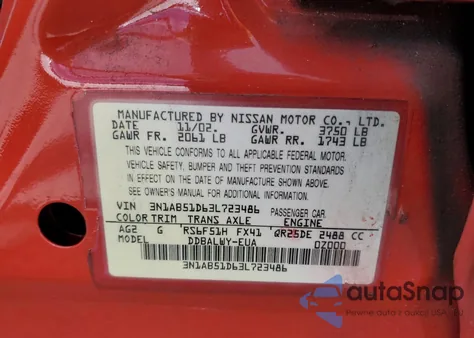 MANUFACTURED BY NISSAN MOTOR CO., LTD.
DATE 11/02. GVWR. 3750 LB
GAWR FR. 2061 LB GAWR RR. 1743 LB
THIS VEHICLE CONFORMS TO ALL APPLICABLE FEDERAL MOTOR
VEHICLE SAFETY, BUMPER AND THEFT PREVENTION STANDARDS
IN EFFECT ON THE DATE OF MANUFACTURE SHOWN ABOVE.
SEE OWNER'S MANUAL FOR ADDITIONAL INFORMATION.
VIN 3N1AB51D63L723486 PASSENGER CAR.
COLOR TRIM TRANS AXLE ENGINE
AG2 G RS6F51H FX41 QR25DE 2488 CC
MODEL DDBALWY-EUA 0Z000
3N1AB51D63L723486
autoSnap